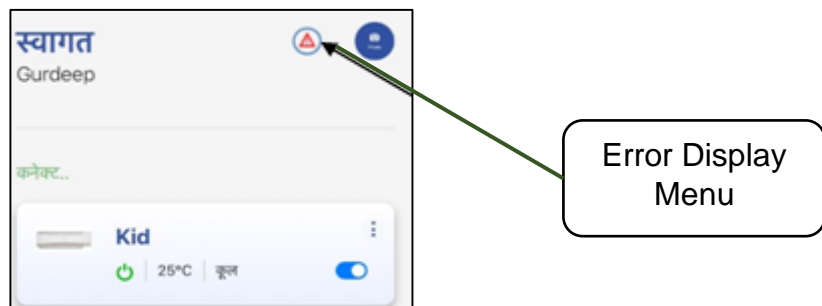 स्वागत
Gurdeep
कनेक्ट..
Kid
25°C कूल
Error Display
Menu